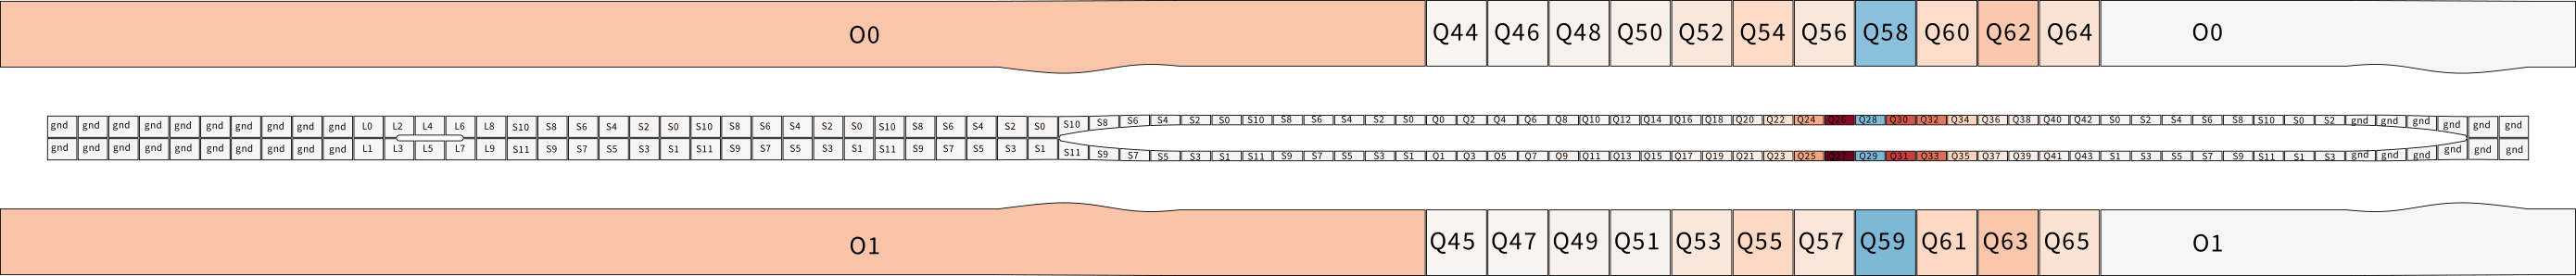 O0 Q44 Q46 Q48 Q50 Q52 Q54 Q56 Q58 Q60 Q62 Q64 O0
gnd gnd gnd gnd gnd gnd gnd gnd gnd gnd L0 L2 L4 L6 L8 S10 S8 S6 S4 S2 S0 S10 S8 S6 S4 S2 S0 S10 S8 S6 S4 S2 S0 S10 S8 S6 S4 S2 S0 S10 S8 S6 S4 S2 S0 Q0 Q2 Q4 Q6 Q8 Q10 Q12 Q14 Q16 Q18 Q20 Q22 Q24 Q26 Q28 Q30 Q32 Q34 Q36 Q38 Q40 Q42 S0 S2 S4 S6 S8 S10 S0 S2 gnd gnd gnd gnd gnd gnd
gnd gnd gnd gnd gnd gnd gnd gnd gnd gnd L1 L3 L5 L7 L9 S11 S9 S7 S5 S3 S1 S11 S9 S7 S5 S3 S1 S11 S9 S7 S5 S3 S1 S11 S9 S7 S5 S3 S1 S11 S9 S7 S5 S3 S1 Q1 Q3 Q5 Q7 Q9 Q11 Q13 Q15 Q17 Q19 Q21 Q23 Q25 Q27 Q29 Q31 Q33 Q35 Q37 Q39 Q41 Q43 S1 S3 S5 S7 S9 S11 S1 S3 gnd gnd gnd gnd gnd gnd
O1 Q45 Q47 Q49 Q51 Q53 Q55 Q57 Q59 Q61 Q63 Q65 O1